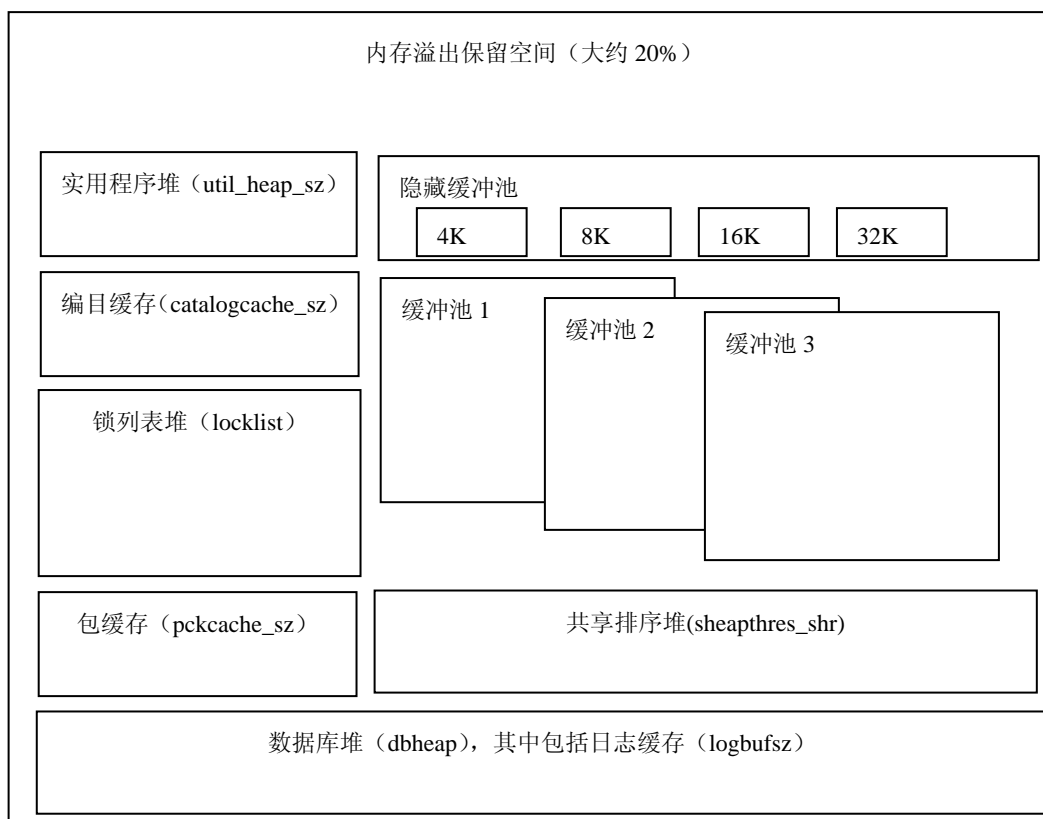 内存溢出保留空间（大约 20%）
实用程序堆（util_heap_sz）
隐藏缓冲池
4K
8K
16K
32K
编目缓存（catalogcache_sz）
缓冲池 1
缓冲池 2
缓冲池 3
锁列表堆（locklist）
包缓存（pckcache_sz）
共享排序堆(sheapthres_shr)
数据库堆（dbheap），其中包括日志缓存（logbufsz）